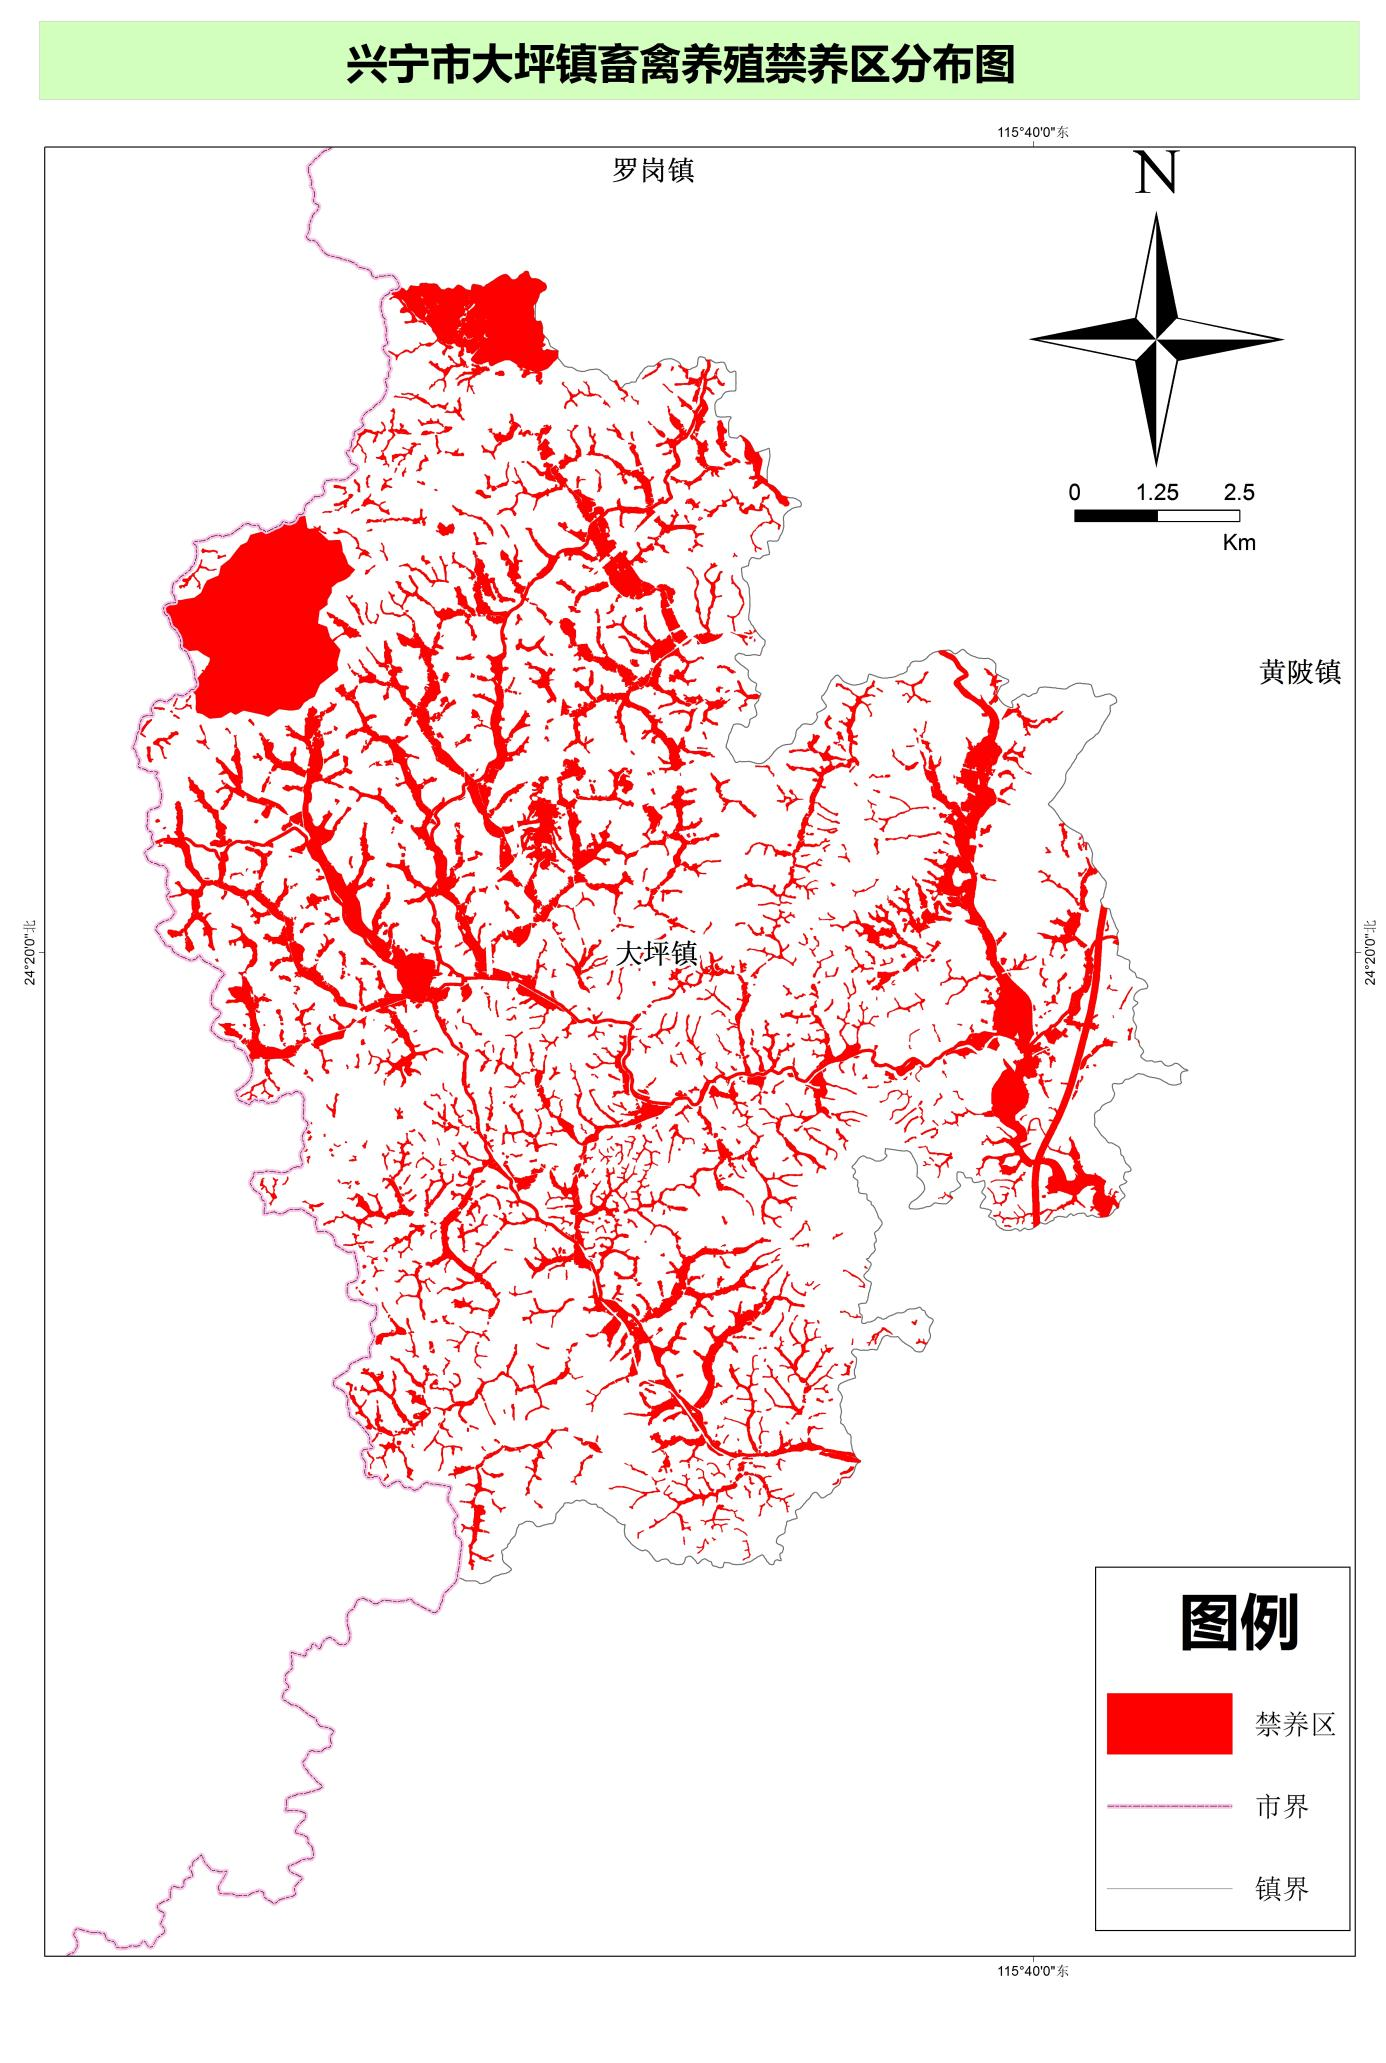 兴宁市大坪镇畜禽养殖禁养区分布图
115°40'0"东
罗岗镇
N
0 1.25 2.5
Km
黄陂镇
24°20'0"北
大坪镇
24°20'0"北
图例
禁养区
市界
镇界
115°40'0"东